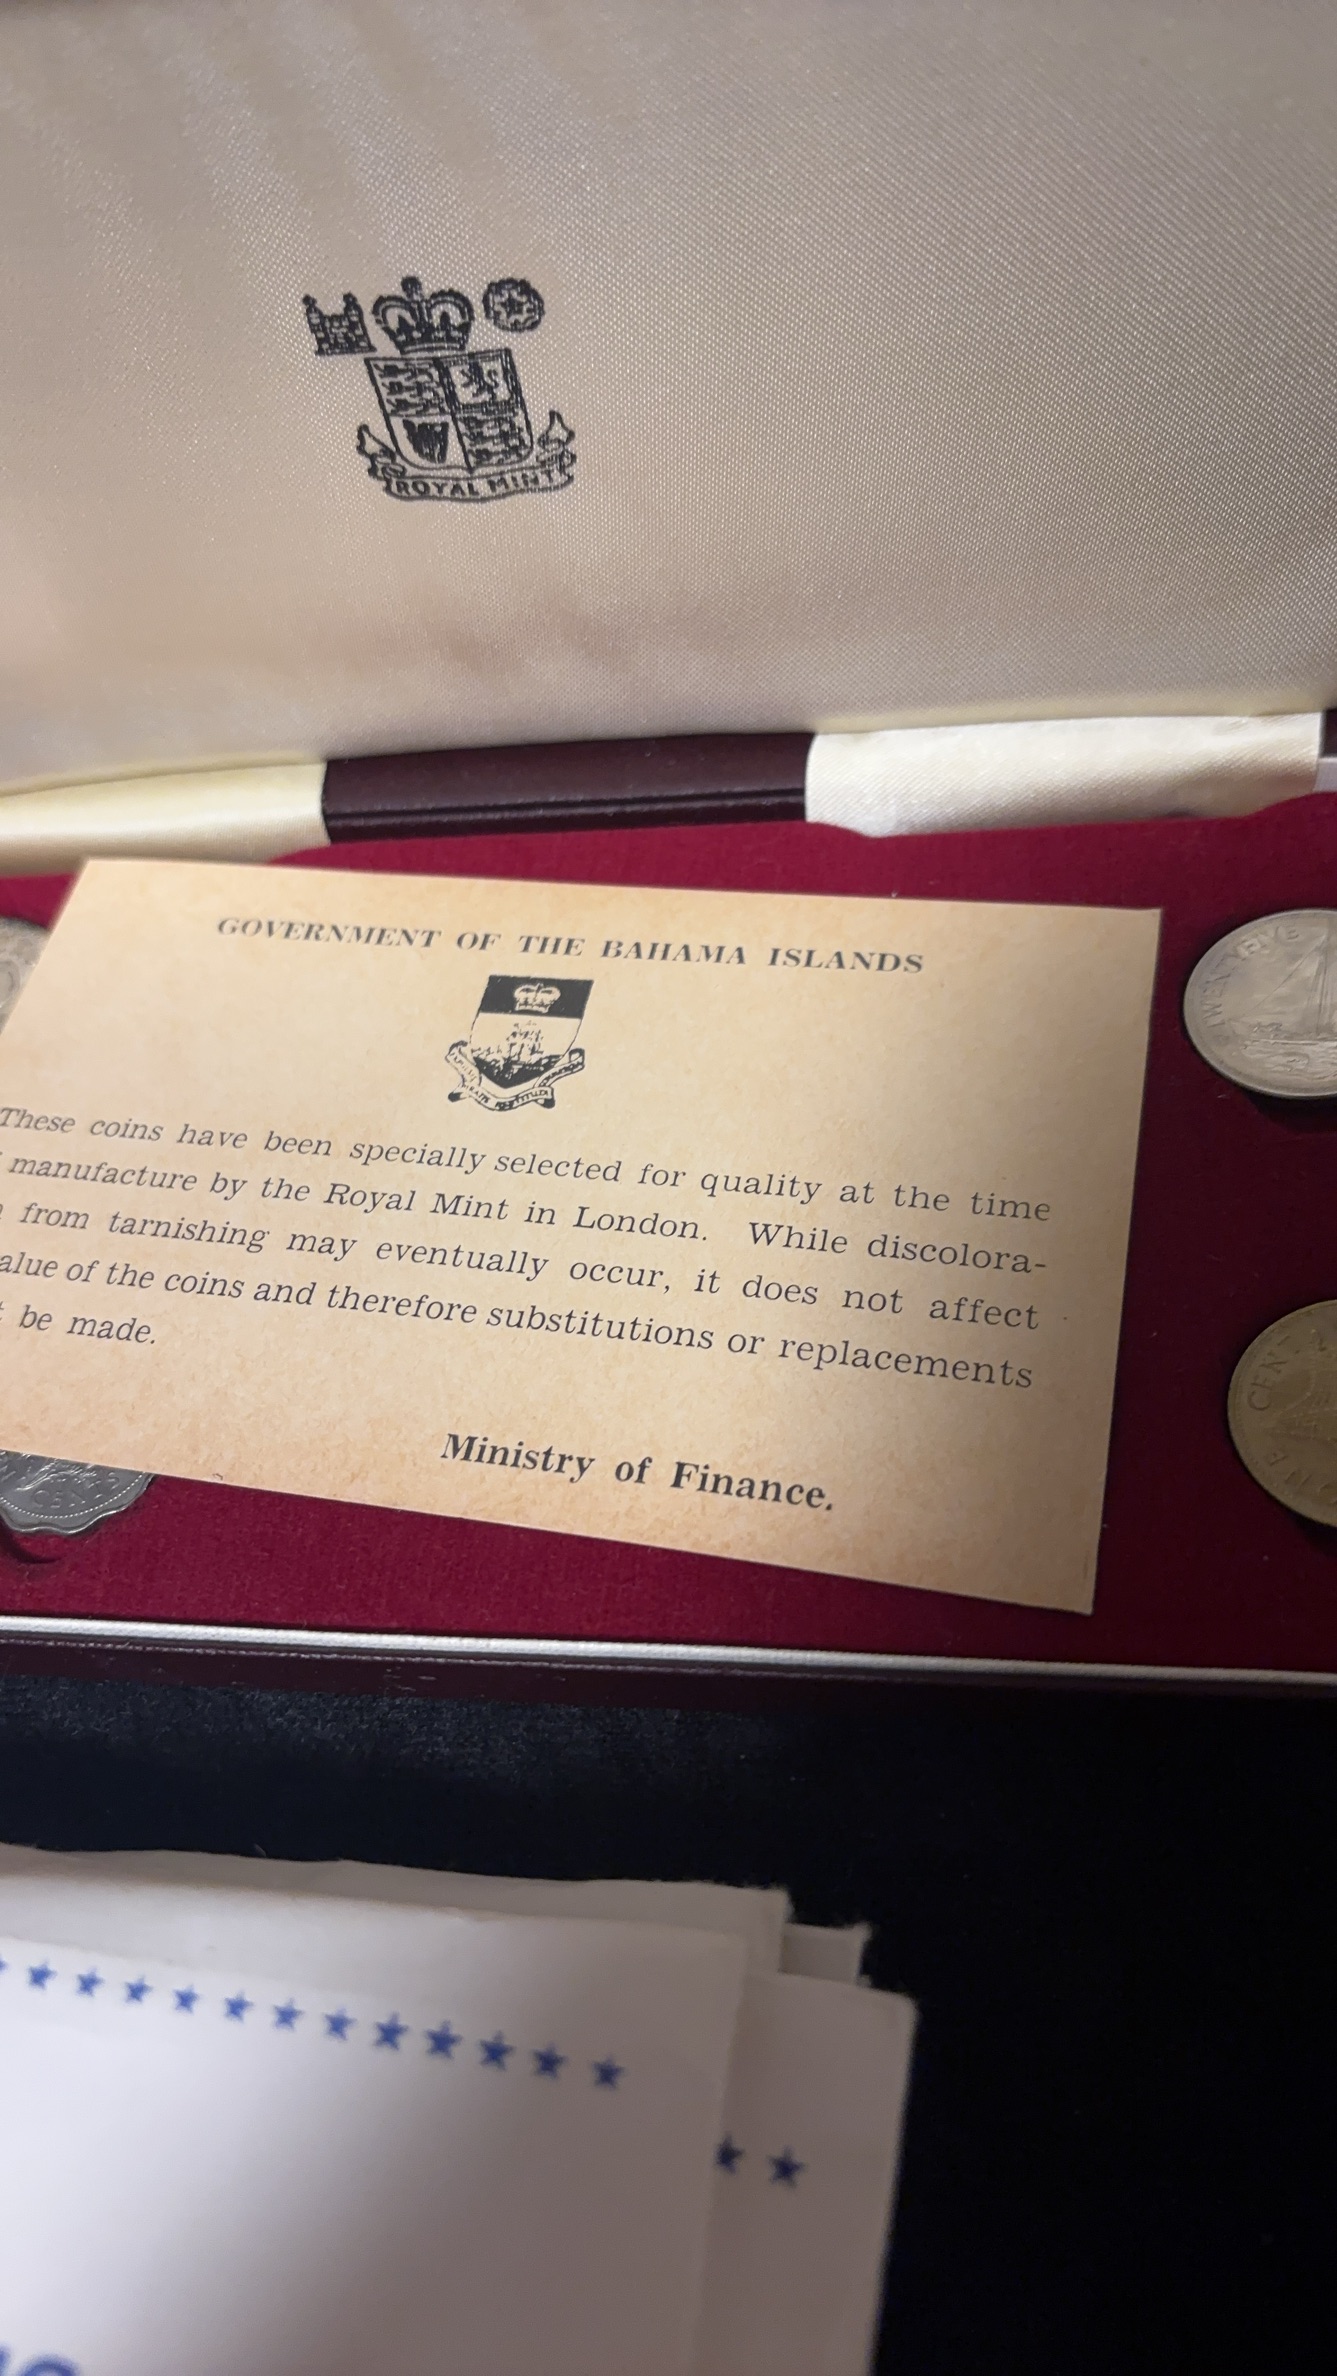 ROYAL MINT
GOVERNMENT OF THE BAHAMA ISLANDS
These coins have been specially selected for quality at the time
manufacture by the Royal Mint in London. While discolora-
from tarnishing may eventually occur, it does not affect
alue of the coins and therefore substitutions or replacements
be made.
Ministry of Finance.
CENT